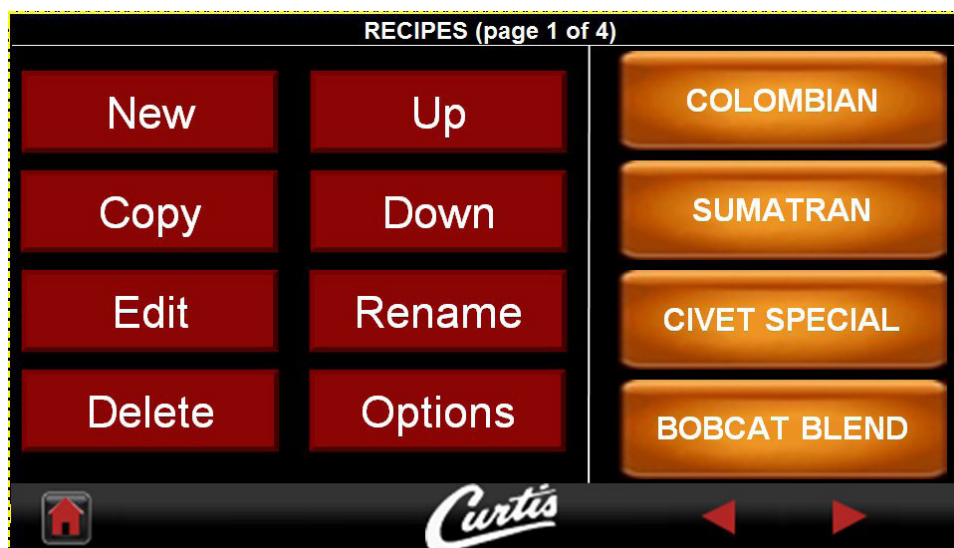 RECIPES (page 1 of 4)
New
Up
Copy
Down
Edit
Rename
Delete
Options
COLOMBIAN
SUMATRAN
CIVET SPECIAL
BOBCAT BLEND
Curtis